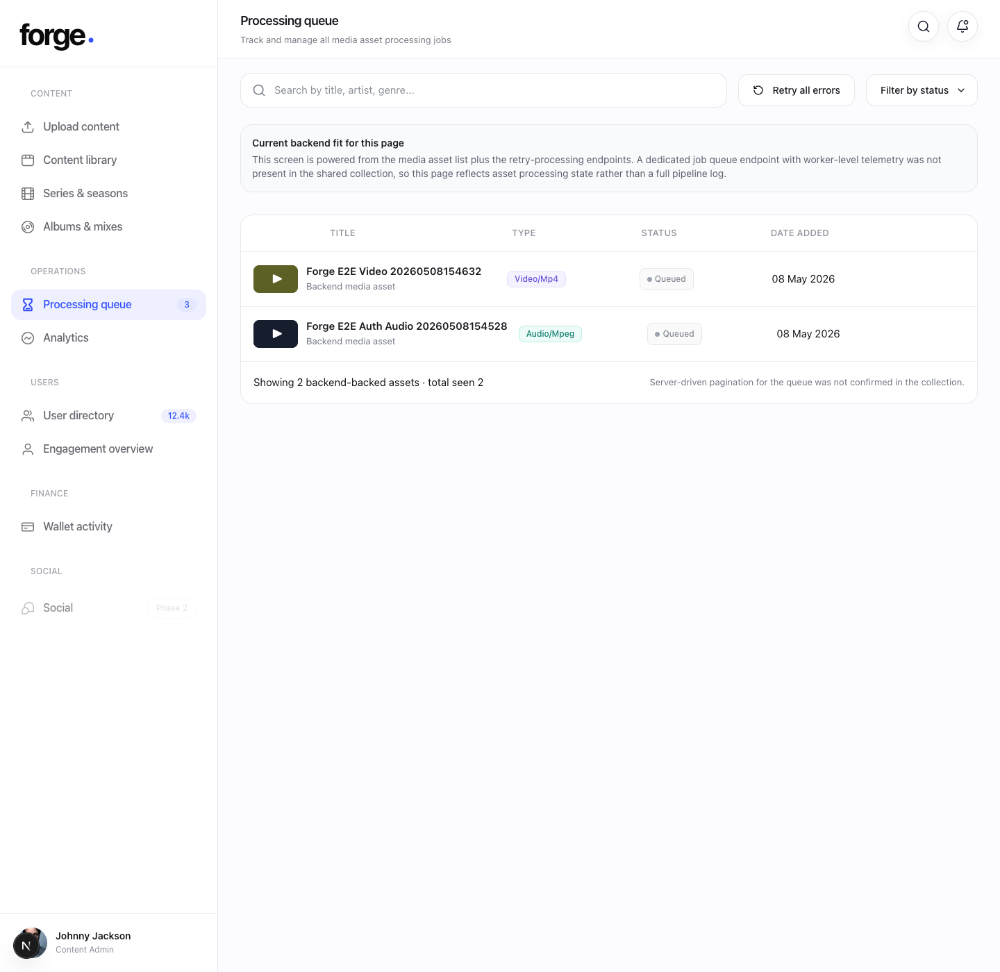 forge.
CONTENT
Upload content
Content library
Series & seasons
Albums & mixes
OPERATIONS
Processing queue 3
Analytics
USERS
User directory 12.4k
Engagement overview
FINANCE
Wallet activity
SOCIAL
Social Phase 2
N
Johnny Jackson
Content Admin
Processing queue
Track and manage all media asset processing jobs
Search by title, artist, genre...
Retry all errors
Filter by status
Current backend fit for this page
This screen is powered from the media asset list plus the retry-processing endpoints. A dedicated job queue endpoint with worker-level telemetry was not
present in the shared collection, so this page reflects asset processing state rather than a full pipeline log.
TITLE TYPE STATUS DATE ADDED
Forge E2E Video 20260508154632
Backend media asset
Video/Mp4
Queued
08 May 2026
Forge E2E Auth Audio 20260508154528
Backend media asset
Audio/Mpeg
Queued
08 May 2026
Showing 2 backend-backed assets · total seen 2
Server-driven pagination for the queue was not confirmed in the collection.